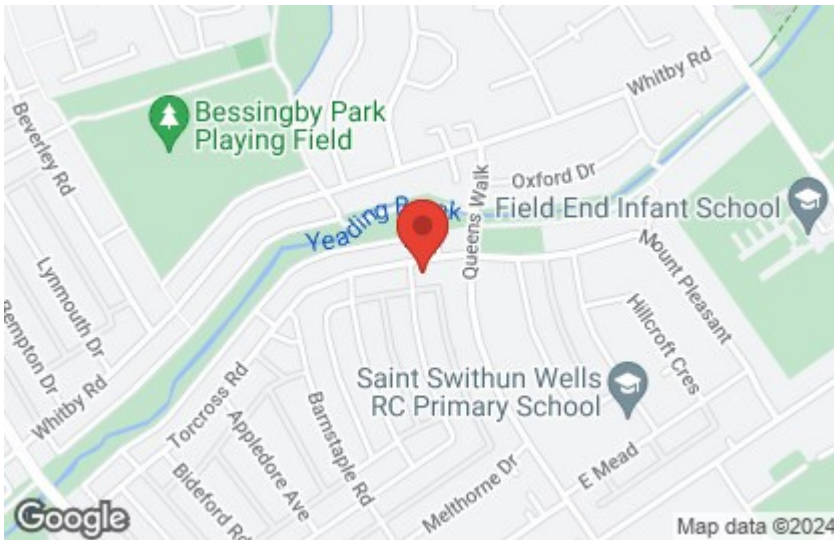 Whitby Rd
Beverley Rd
Bessingby Park
Playing Field
Oxford Dr
Queens Walk
Field End Infant School
Yeading
Mount Pleasant
Lynmouth Dr
Hillcroft Cres
Saint Swithun Wells
RC Primary School
Whitby Rd
Torcross Rd
Appledore Ave
Barnstaple Rd
E Mead
Melthorne Dr
Bideford Rd
Google
Map data ©2024